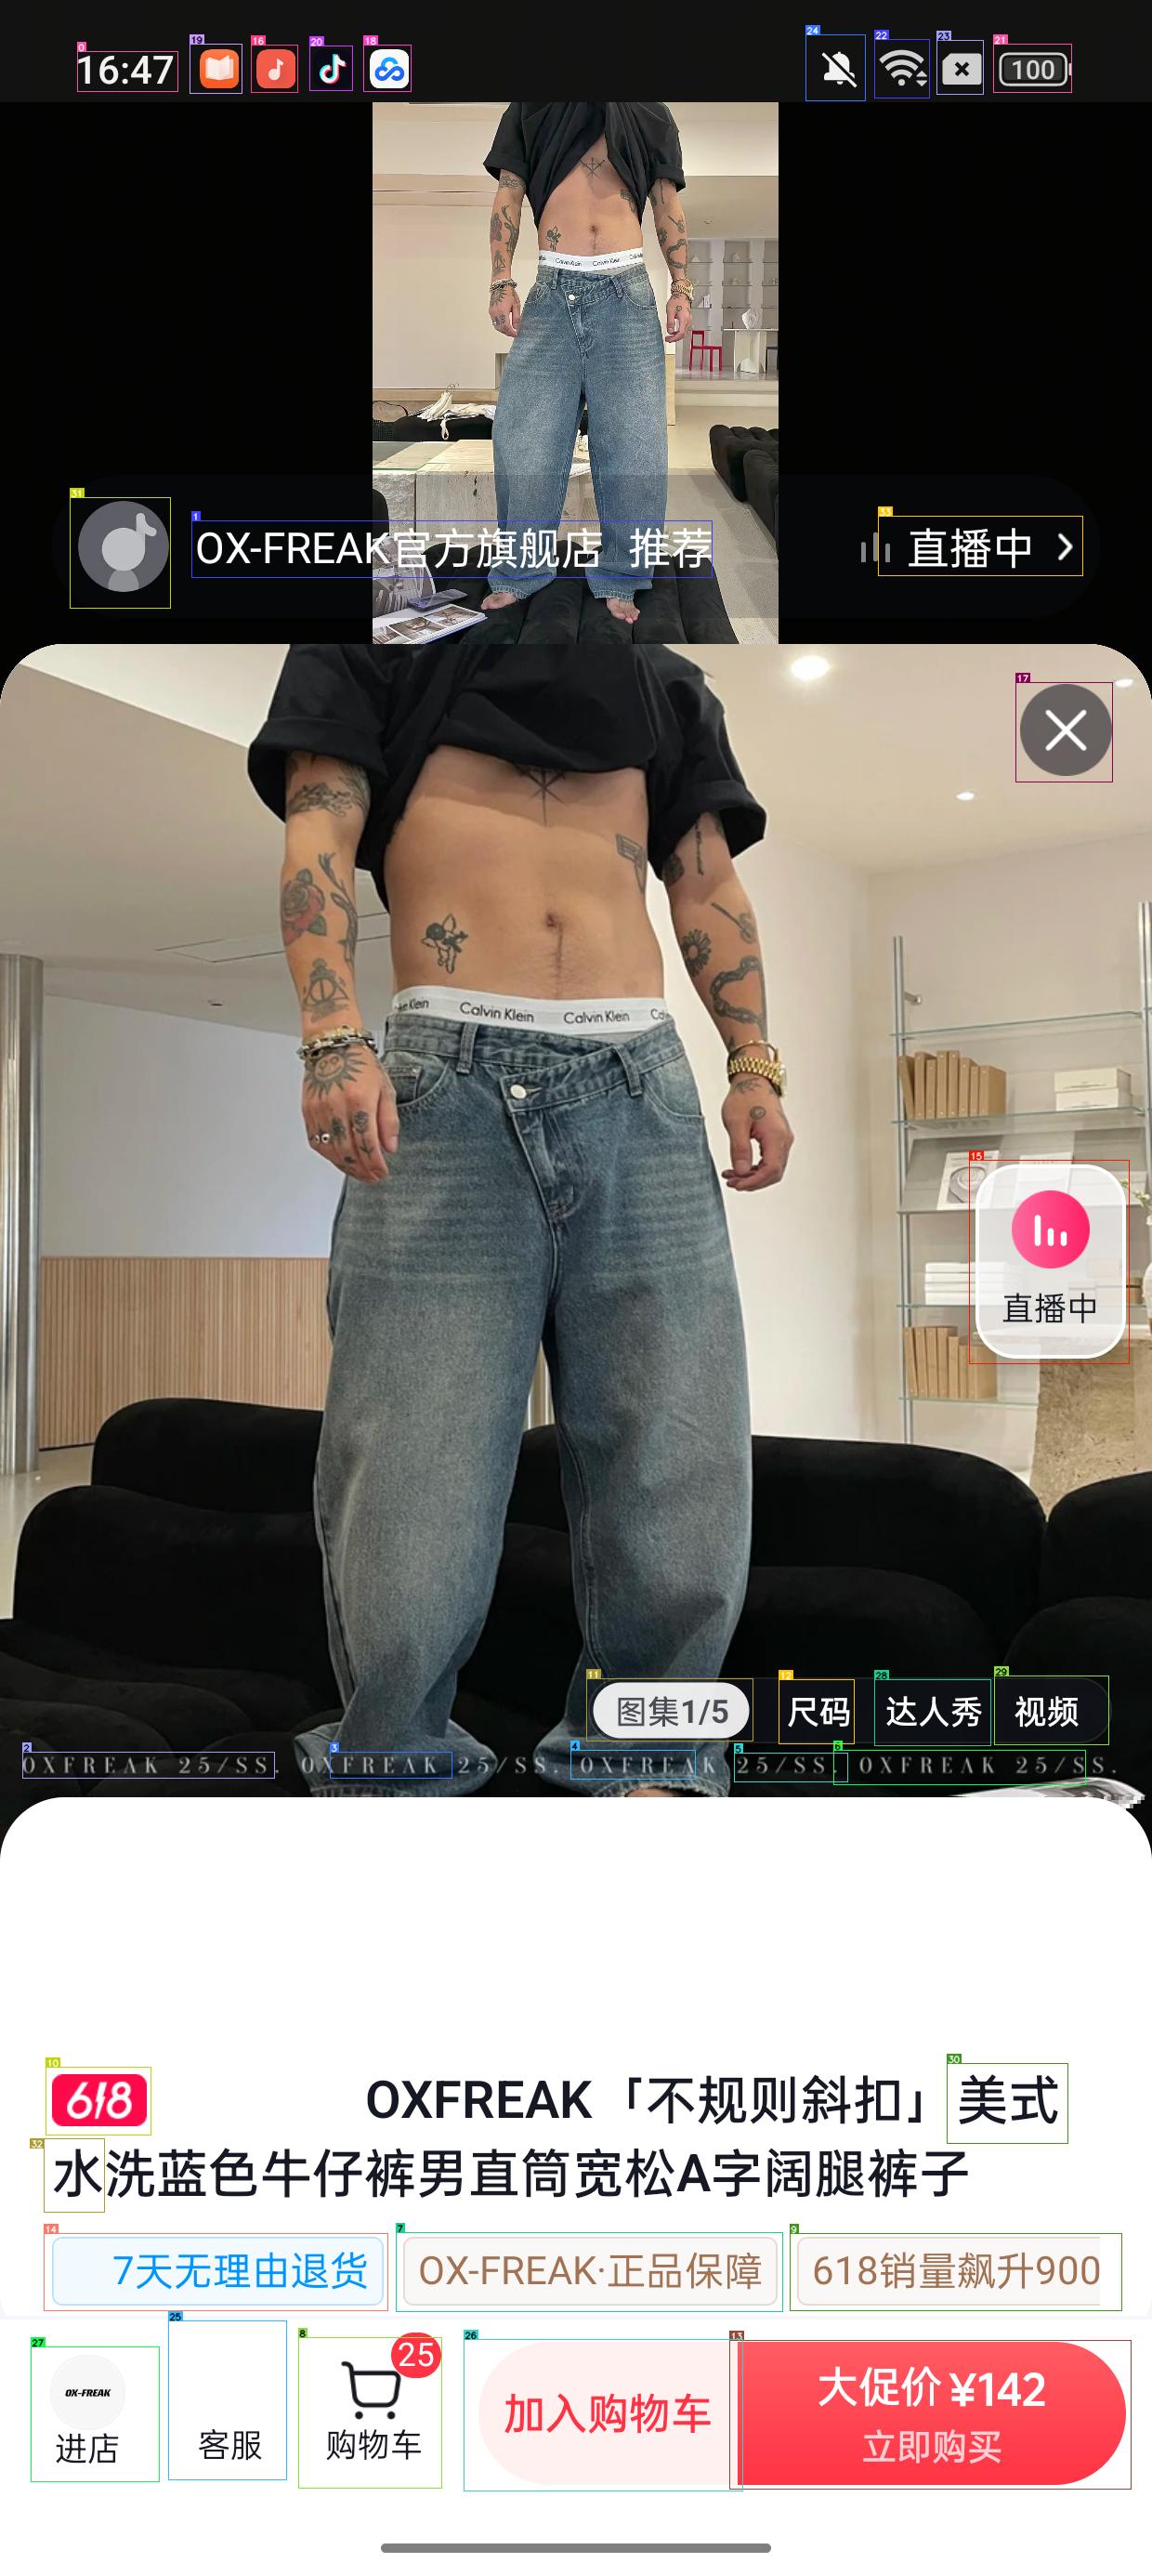 16:47
100
OX-FREAK官方旗舰店 推荐
直播中
Calvin Klein Calvin Klein
直播中
图集1/5 尺码 达人秀 视频
OXFREAK 25/SS. OXFREAK 25/SS. OXFREAK 25/SS. OXFREAK 25/SS.
618 OXFREAK「不规则斜扣」美式
水洗蓝色牛仔裤男直筒宽松A字阔腿裤子
7天无理由退货 OX-FREAK·正品保障 618销量飙升900
OX-FREAK
进店
客服
25
购物车
加入购物车
大促价¥142
立即购买